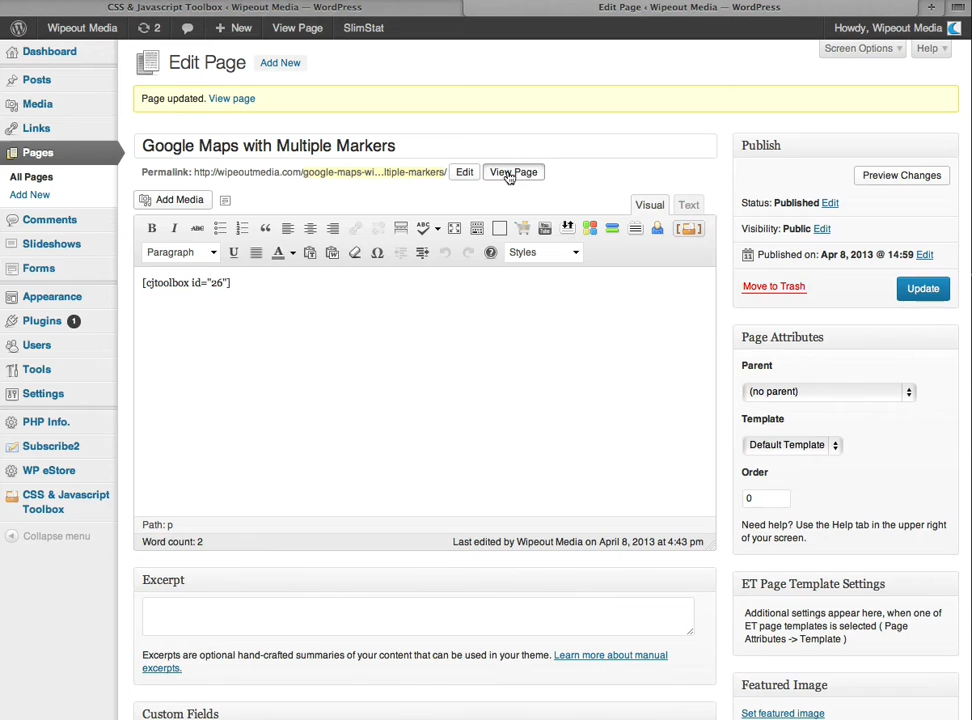 CSS & Javascript Toolbox ‹ Wipeout Media — WordPress
Edit Page ‹ Wipeout Media — WordPress
Wipeout Media
2
New
View Page
SlimStat
Howdy, Wipeout Media
Screen Options
Help
Dashboard
Posts
Media
Links
Pages
All Pages
Add New
Comments
Slideshows
Forms
Appearance
Plugins 1
Users
Tools
Settings
PHP Info.
Subscribe2
WP eStore
CSS & Javascript
Toolbox
Collapse menu
Edit Page
Add New
Page updated. View page
Google Maps with Multiple Markers
Permalink: http://wipeoutmedia.com/google-maps-wi...ltiple-markers/
Edit
View Page
Add Media
Visual
Text
B I ABC
ABC
Paragraph
U
A
Ω
Styles
[cjtoolbox id="26"]
Path: p
Word count: 2
Last edited by Wipeout Media on April 8, 2013 at 4:43 pm
Excerpt
Excerpts are optional hand-crafted summaries of your content that can be used in your theme. Learn more about manual
excerpts.
Custom Fields
Publish
Preview Changes
Status: Published Edit
Visibility: Public Edit
Published on: Apr 8, 2013 @ 14:59 Edit
Move to Trash
Update
Page Attributes
Parent
(no parent)
Template
Default Template
Order
0
Need help? Use the Help tab in the upper right
of your screen.
ET Page Template Settings
Additional settings appear here, when one of
ET page templates is selected ( Page
Attributes -> Template )
Featured Image
Set featured image